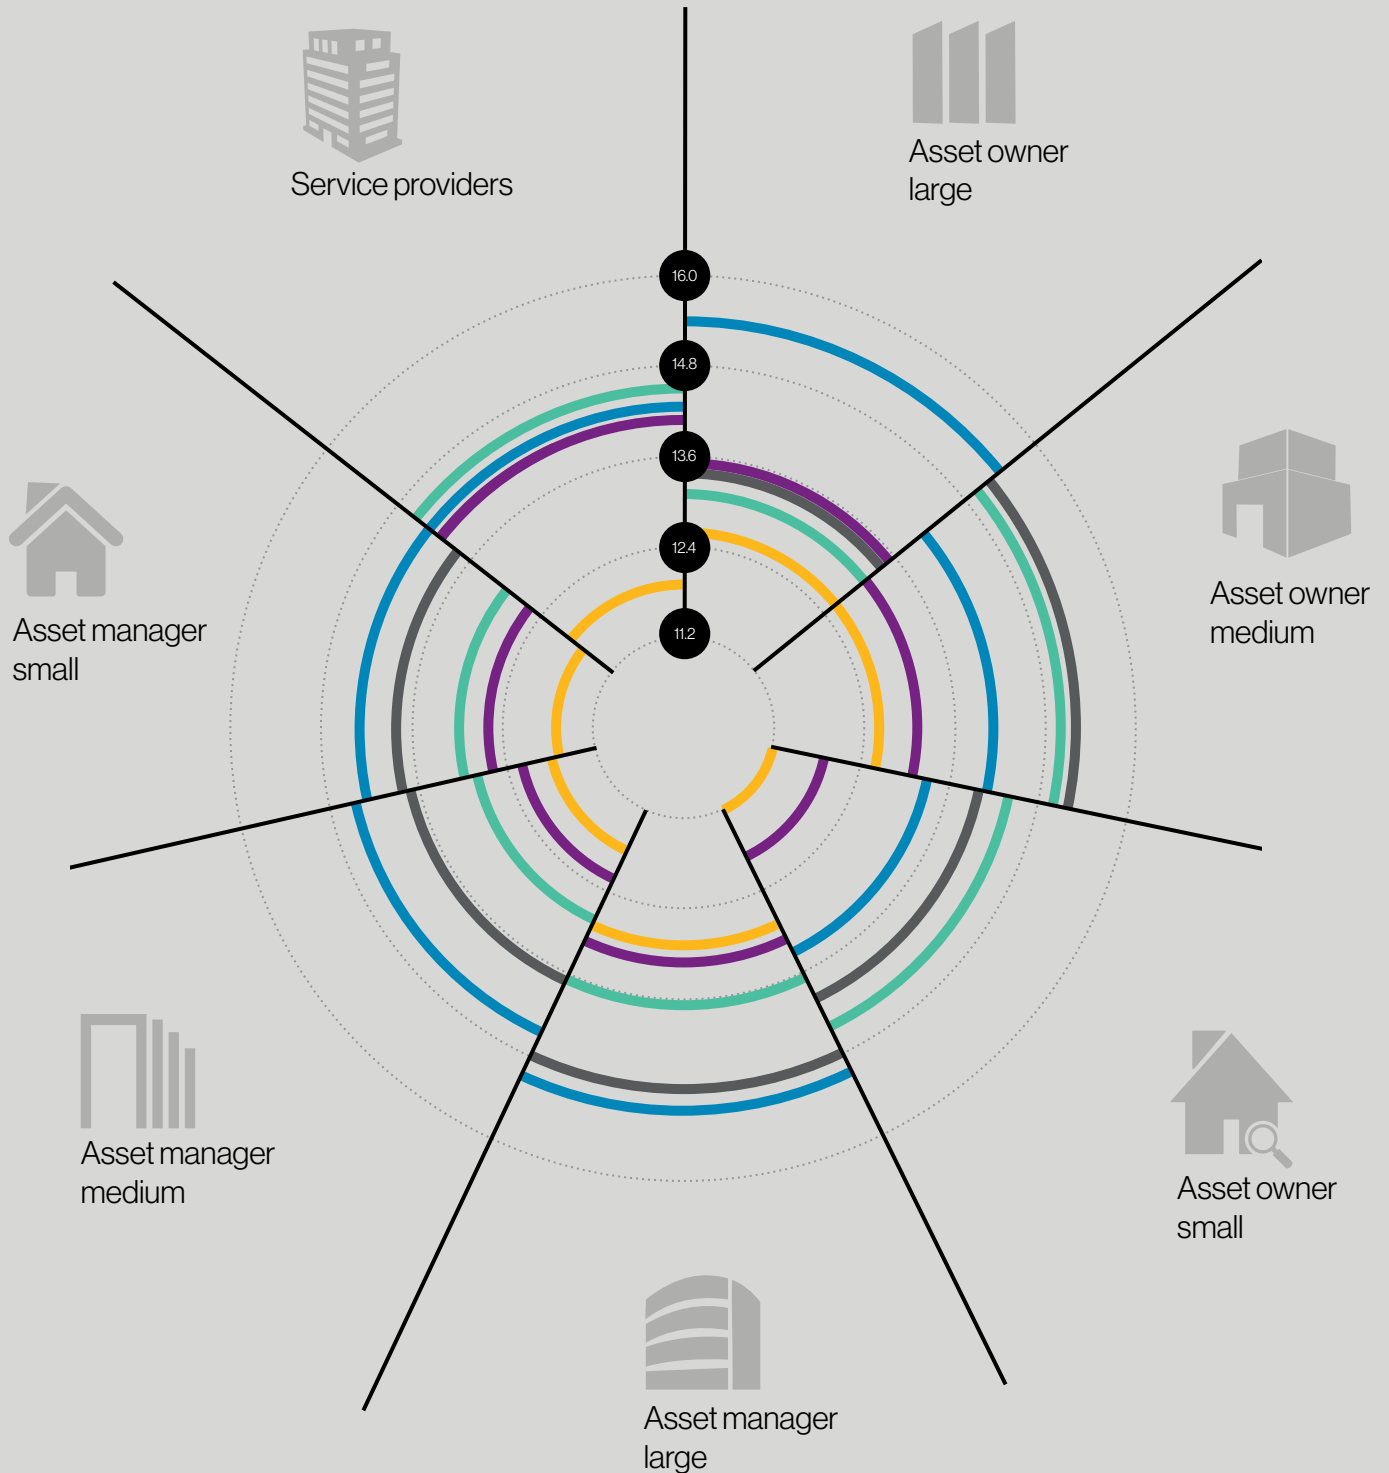 Service providers
Asset owner
large
16.0
14.8
13.6
12.4
11.2
Asset owner
medium
Asset manager
small
Asset manager
medium
Asset owner
small
Asset manager
large